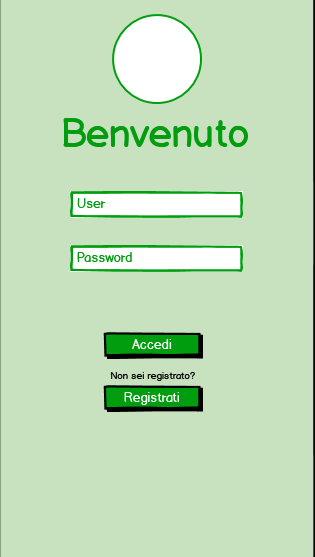 Benvenuto
User
Password
Accedi
Non sei registrato?
Registrati